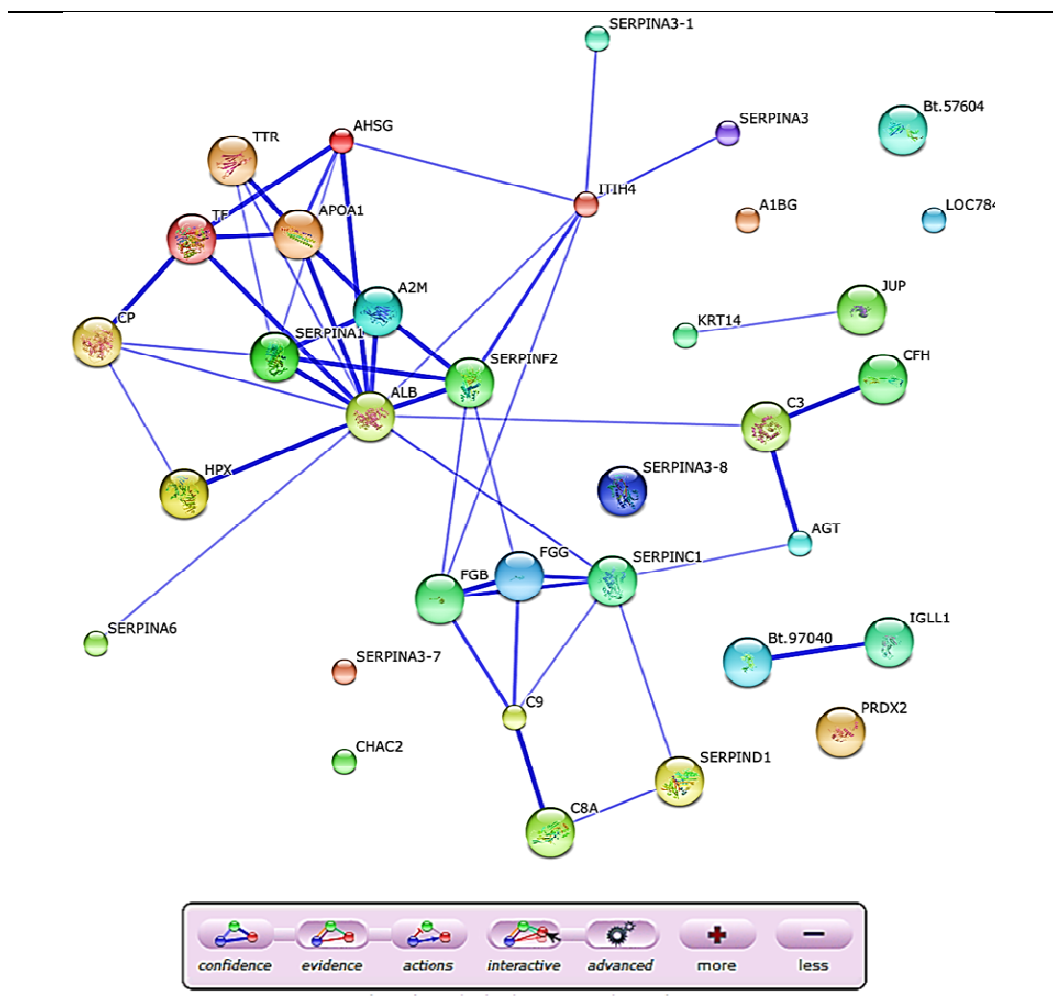 SERPINA3-1
Bt.57604
SERPINA3
AHSG
TTR
ITIH4
A1BG
LOC784
TF
APOA1
JUP
A2M
KRT14
CP
SERPINA1
SERPINF2
CFH
ALB
C3
HPX
SERPINA3-8
AGT
FGG
SERPINC1
FGB
IGLL1
SERPINA6
Bt.97040
SERPINA3-7
C9
PRDX2
CHAC2
SERPIND1
C8A
confidence evidence actions interactive advanced more less